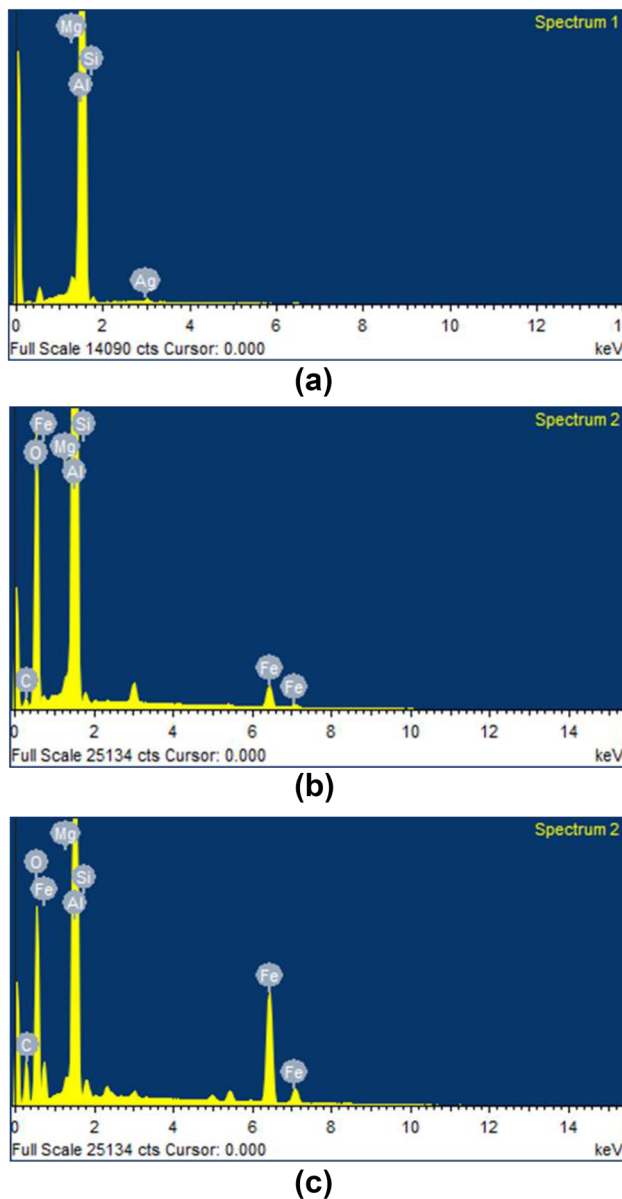 Spectrum 1
Mg
Si
Al
Ag
0 2 4 6 8 10 12 1
Full Scale 14090 cts Cursor: 0.000 keV
(a)
Spectrum 2
Fe Si
O Mg
Al
C Fe Fe
0 2 4 6 8 10 12 14
Full Scale 25134 cts Cursor: 0.000 keV
(b)
Spectrum 2
Mg
O Si
Fe Al
Fe
C Fe
0 2 4 6 8 10 12 14
Full Scale 25134 cts Cursor: 0.000 keV
(c)